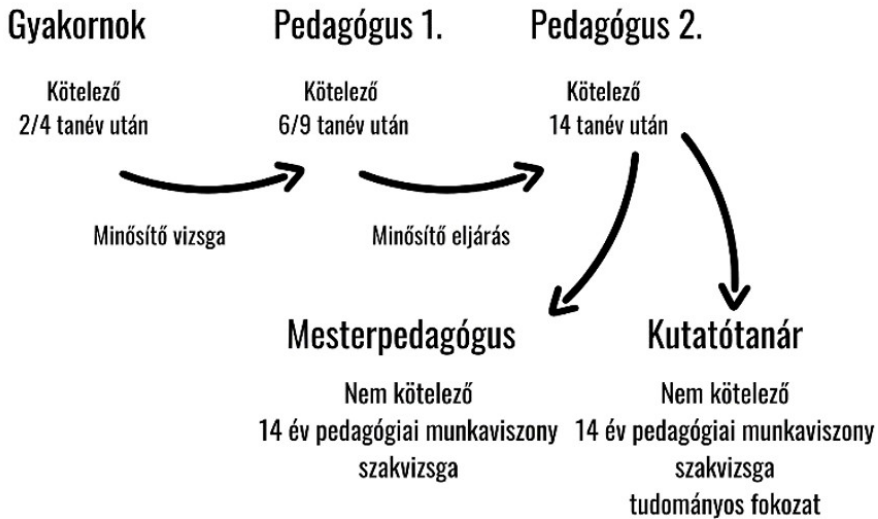 Gyakornok
Kötelező
2/4 tanév után
Pedagógus 1.
Kötelező
6/9 tanév után
Pedagógus 2.
Kötelező
14 tanév után
Minősítő vizsga
Minősítő eljárás
Mesterpedagógus
Nem kötelező
14 év pedagógiai munkaviszony
szakvizsga
Kutatótanár
Nem kötelező
14 év pedagógiai munkaviszony
szakvizsga
tudományos fokozat